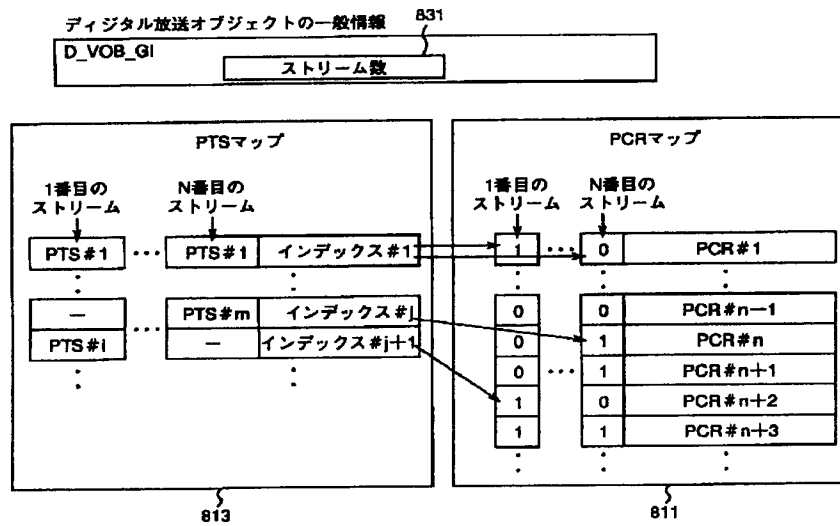 ディジタル放送オブジェクトの一般情報
831
D_VOB_GI
ストリーム数
PTSマップ
1番目の
ストリーム
N番目の
ストリーム
PTS#1 ・・・ PTS#1 インデックス#1
― PTS#m インデックス#j
・・・
PTS#i ― インデックス#j+1
813
PCRマップ
1番目の
ストリーム
N番目の
ストリーム
1 ・・・ 0 PCR#1
0 0 PCR#n−1
0 1 PCR#n
0 ・・・ 1 PCR#n+1
1 0 PCR#n+2
1 1 PCR#n+3
811